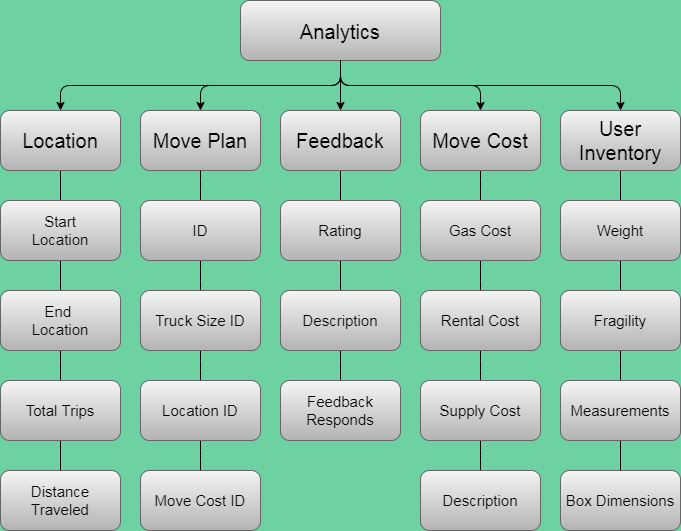 Analytics
Location
Move Plan
Feedback
Move Cost
User
Inventory
Start
Location
ID
Rating
Gas Cost
Weight
End
Location
Truck Size ID
Description
Rental Cost
Fragility
Total Trips
Location ID
Feedback
Responds
Supply Cost
Measurements
Distance
Traveled
Move Cost ID
Description
Box Dimensions